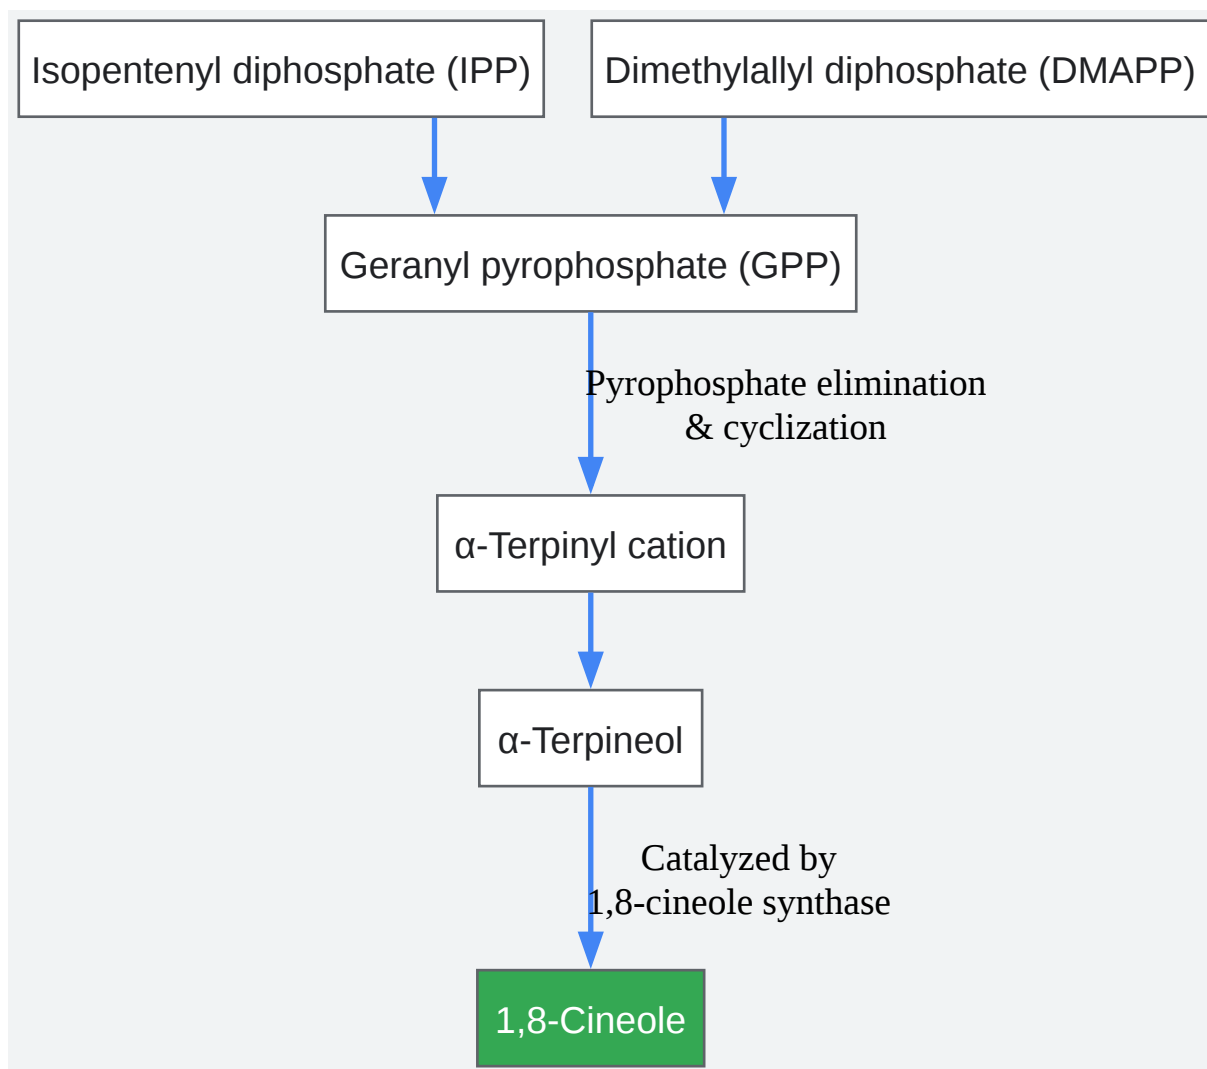 Isopentenyl diphosphate (IPP)
Dimethylallyl diphosphate (DMAPP)
Geranyl pyrophosphate (GPP)
Pyrophosphate elimination
& cyclization
α-Terpinyl cation
α-Terpineol
Catalyzed by
1,8-cineole synthase
1,8-Cineole